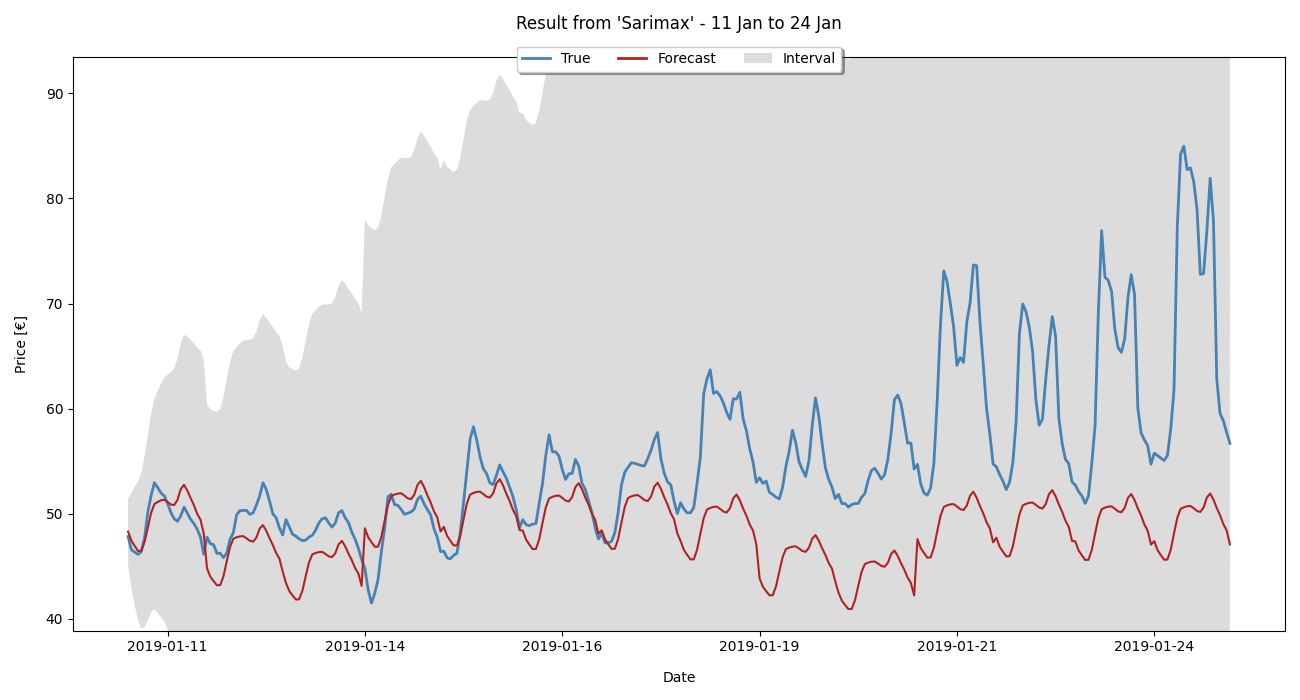 Result from 'Sarimax' - 11 Jan to 24 Jan
True Forecast Interval
Price [€]
90
80
70
60
50
40
2019-01-11 2019-01-14 2019-01-16 2019-01-19 2019-01-21 2019-01-24
Date